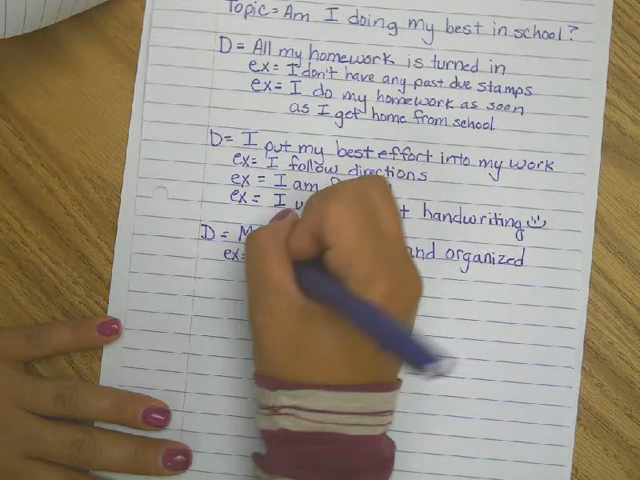 Topic = Am I doing my best in school?
D = All my homework is turned in
ex = I don't have any past due stamps
ex = I do my homework as soon
as I get home from school.
D = I put my best effort into my work
ex = I follow directions
ex = I am
ex = I handwriting
D = and organized
ex =